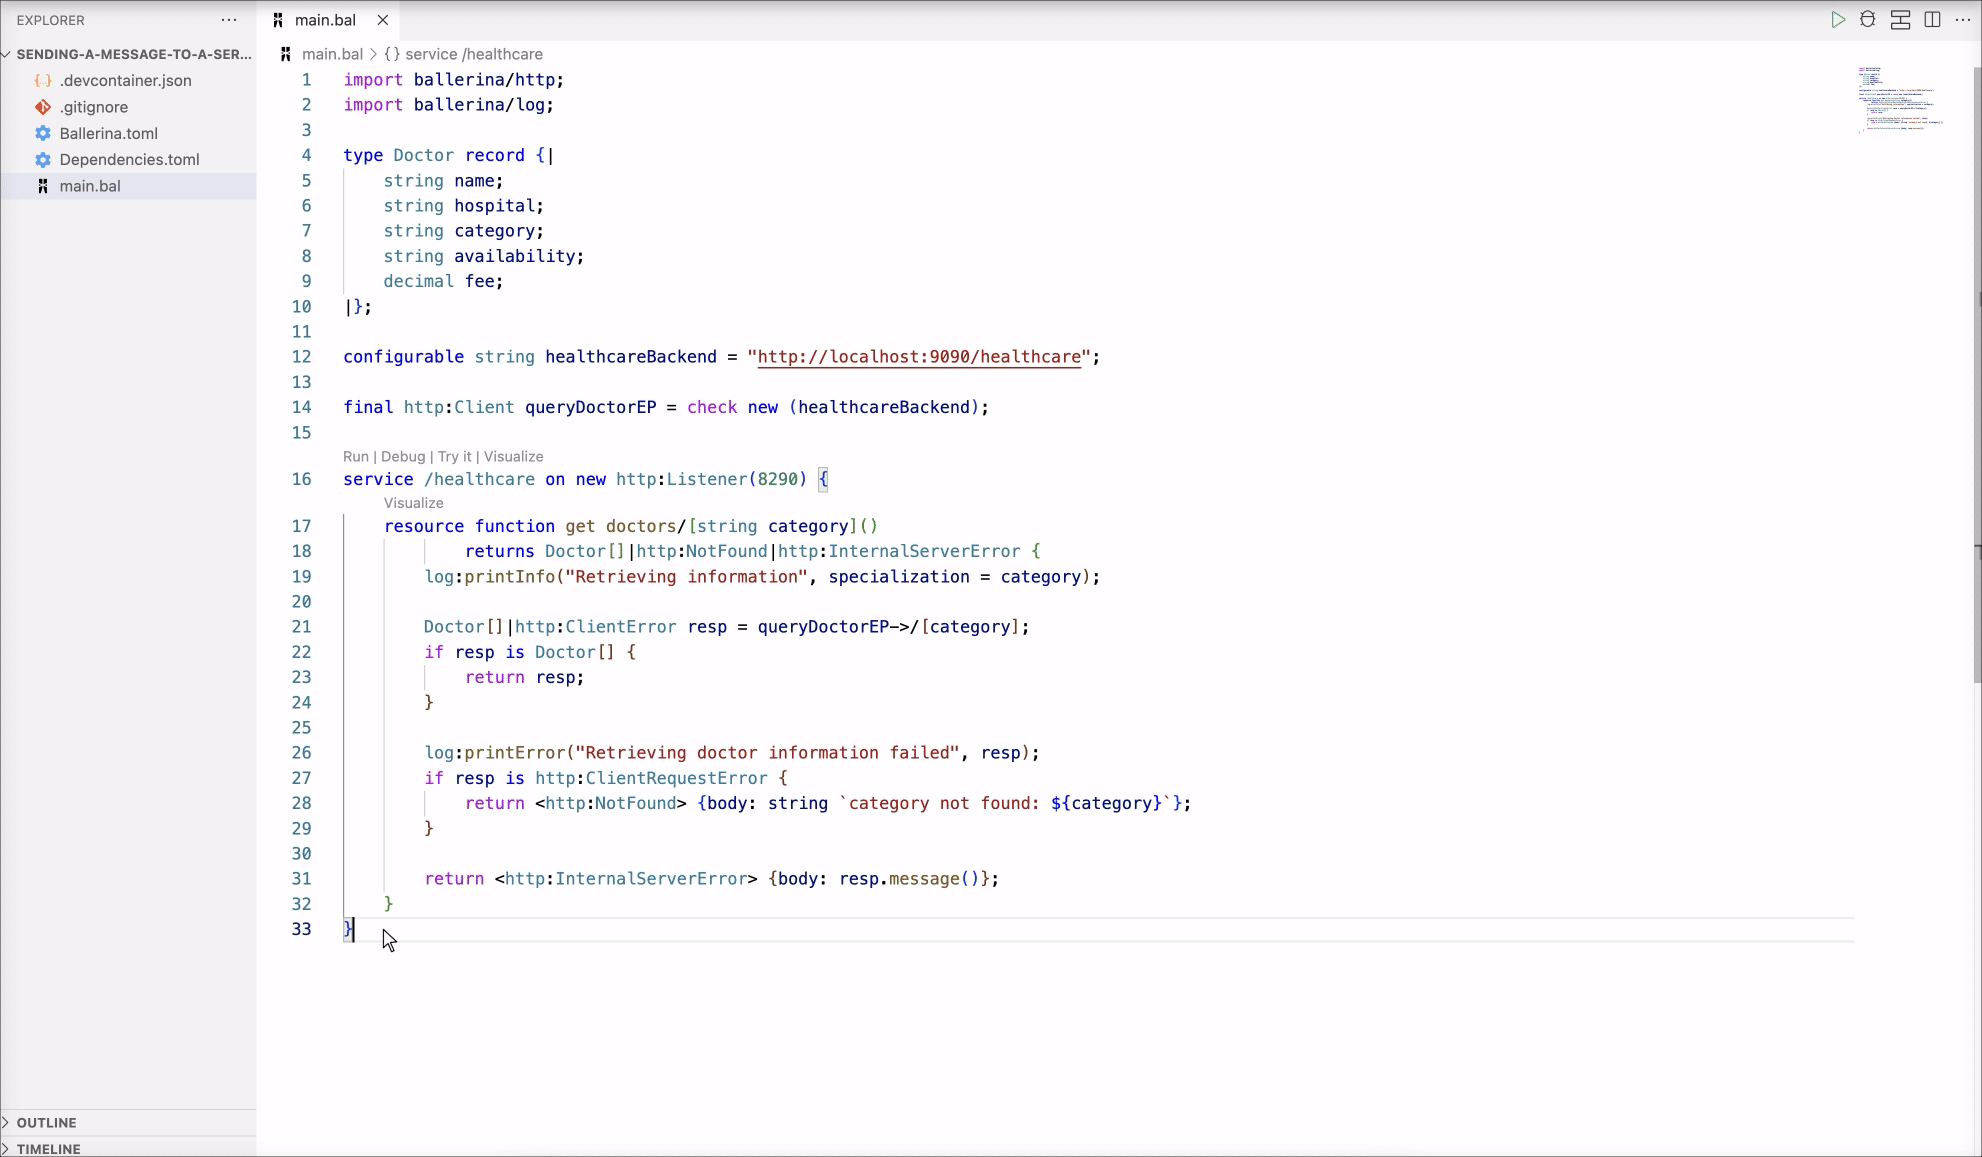 EXPLORER
SENDING-A-MESSAGE-TO-A-SER...
.devcontainer.json
.gitignore
Ballerina.toml
Dependencies.toml
main.bal
OUTLINE
TIMELINE
main.bal
main.bal > {} service /healthcare
1 import ballerina/http;
2 import ballerina/log;
3
4 type Doctor record {|
5     string name;
6     string hospital;
7     string category;
8     string availability;
9     decimal fee;
10 |};
11
12 configurable string healthcareBackend = "http://localhost:9090/healthcare";
13
14 final http:Client queryDoctorEP = check new (healthcareBackend);
15
Run | Debug | Try it | Visualize
16 service /healthcare on new http:Listener(8290) {
Visualize
17     resource function get doctors/[string category]()
18             returns Doctor[]|http:NotFound|http:InternalServerError {
19         log:printInfo("Retrieving information", specialization = category);
20
21         Doctor[]|http:ClientError resp = queryDoctorEP->/[category];
22         if resp is Doctor[] {
23             return resp;
24         }
25
26         log:printError("Retrieving doctor information failed", resp);
27         if resp is http:ClientRequestError {
28             return <http:NotFound> {body: string `category not found: ${category}`};
29         }
30
31         return <http:InternalServerError> {body: resp.message()};
32     }
33 }